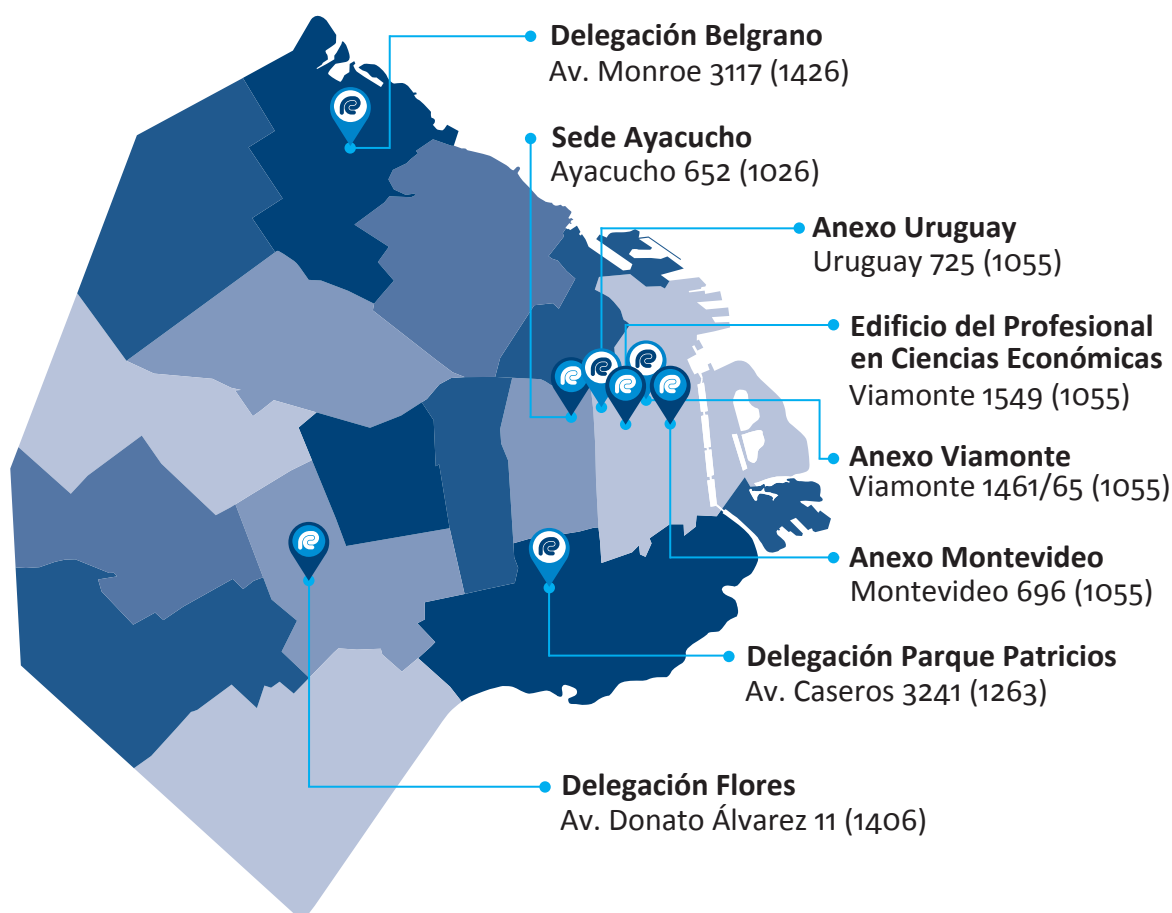 Delegación Belgrano
Av. Monroe 3117 (1426)
Sede Ayacucho
Ayacucho 652 (1026)
Anexo Uruguay
Uruguay 725 (1055)
Edificio del Profesional
en Ciencias Económicas
Viamonte 1549 (1055)
Anexo Viamonte
Viamonte 1461/65 (1055)
Anexo Montevideo
Montevideo 696 (1055)
Delegación Parque Patricios
Av. Caseros 3241 (1263)
Delegación Flores
Av. Donato Álvarez 11 (1406)